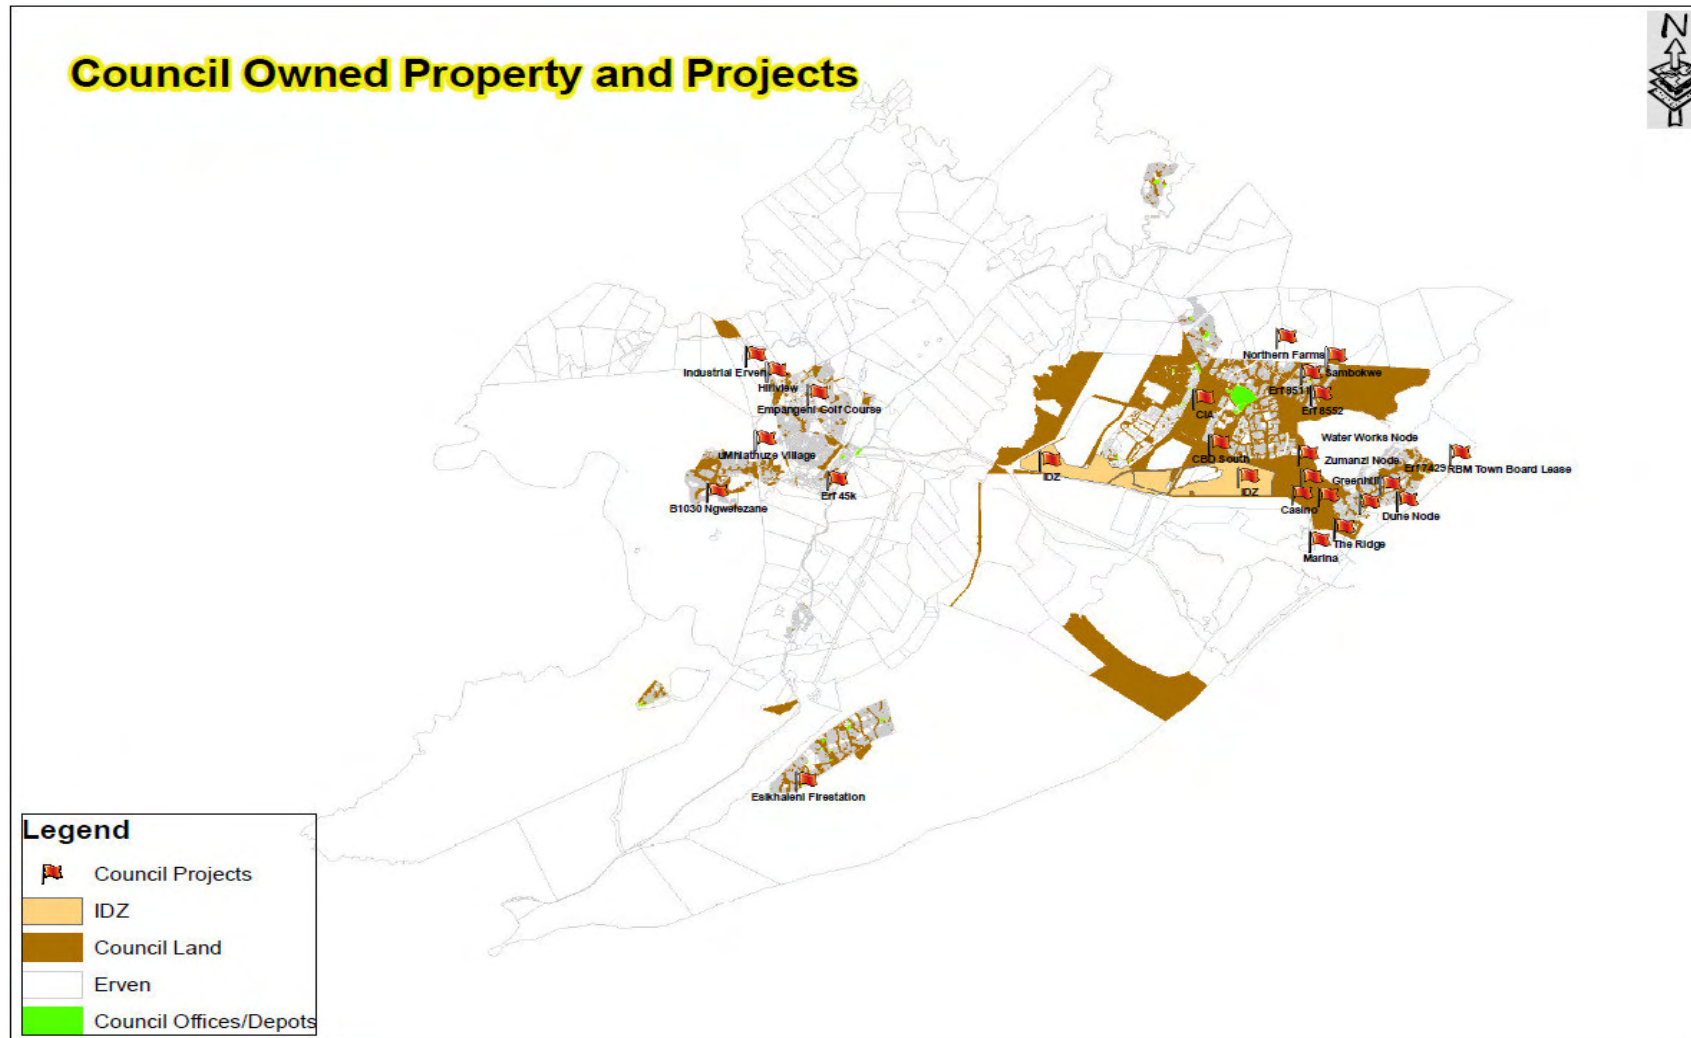 Council Owned Property and Projects
N
Northern Farms
Sambokwe
Industrial Erven
Hillview
Erf 8511
Empangeni Golf Course
Erf 8552
CIA
Water Works Node
uMhlathuze Village
CBD South
Zumanzi Node
Erf 7429
RBM Town Board Lease
IDZ
IDZ
Greenhill
Erf 45k
B1030 Ngwelezane
Casino
Dune Node
The Ridge
Marina
Esikhaleni Firestation
Legend
Council Projects
IDZ
Council Land
Erven
Council Offices/Depots